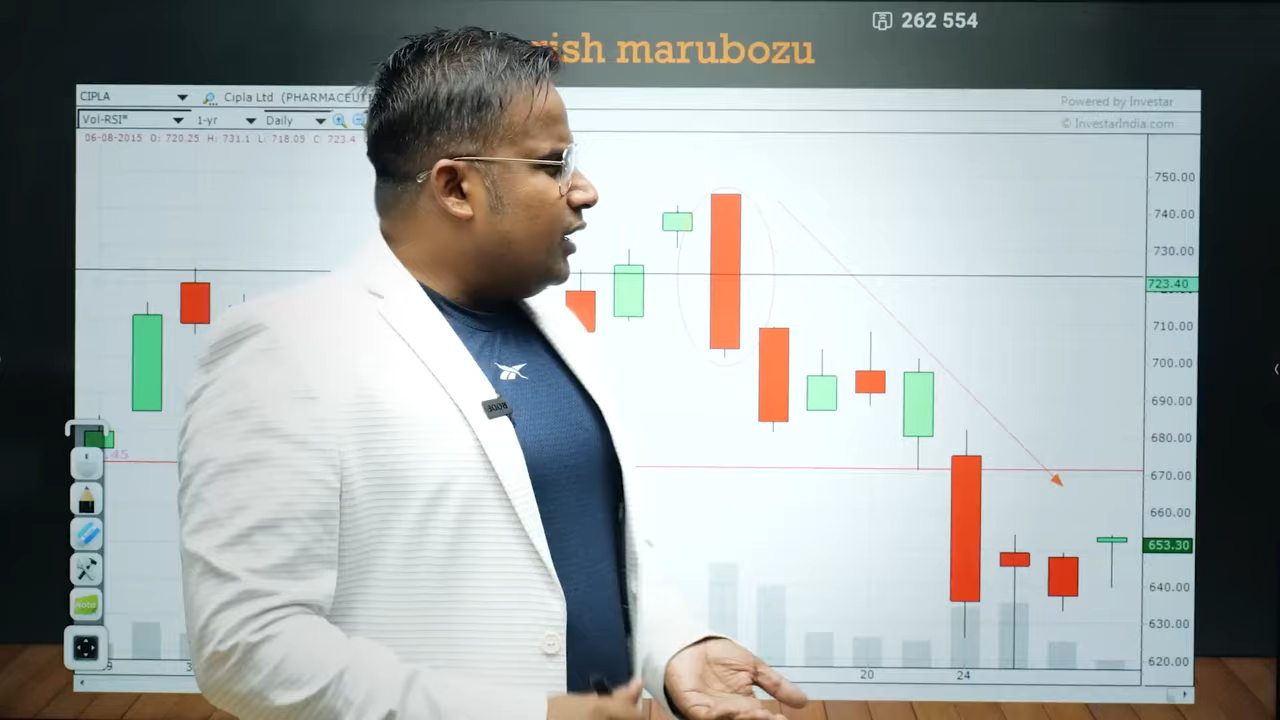 262 554
rish marubozu
CIPLA
Cipla Ltd (PHARMACEUT
Powered by Investar
Vol-RSI*
1-yr
Daily
© InvestarIndia.com
06-08-2015 O: 720.25 H: 731.1 L: 718.05 C: 723.4
750.00
740.00
730.00
723.40
710.00
700.00
690.00
680.00
670.00
660.00
653.30
640.00
630.00
620.00
20
24
RODE
Note